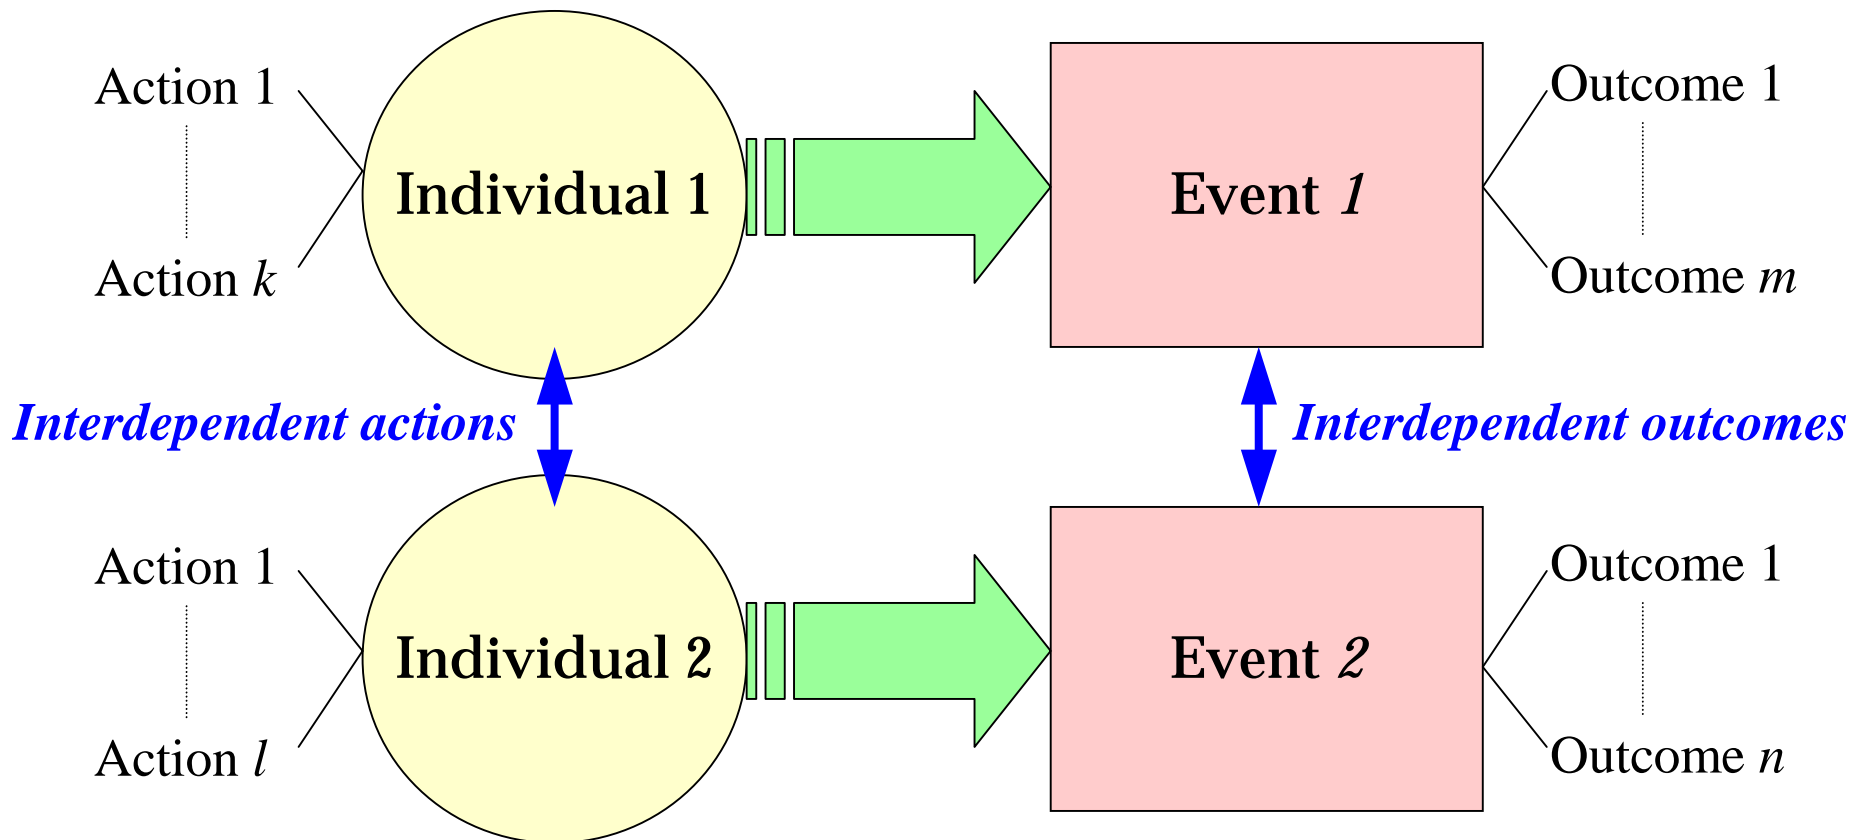 Action 1
Action k
Individual 1
Event 1
Outcome 1
Outcome m
Interdependent actions
Interdependent outcomes
Action 1
Action l
Individual 2
Event 2
Outcome 1
Outcome n